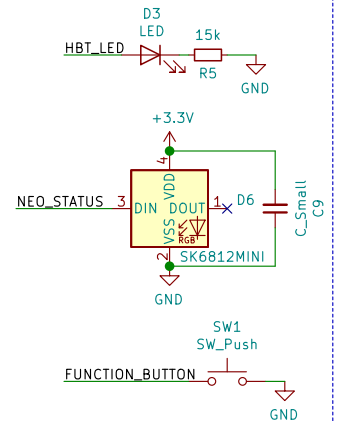 D3
LED
15k
HBT_LED
R5
GND
+3.3V
4
VDD
NEO_STATUS
3
DIN
DOUT
1
D6
C_Small
C9
RGB
VSS
2
SK6812MINI
GND
SW1
SW_Push
FUNCTION_BUTTON
GND